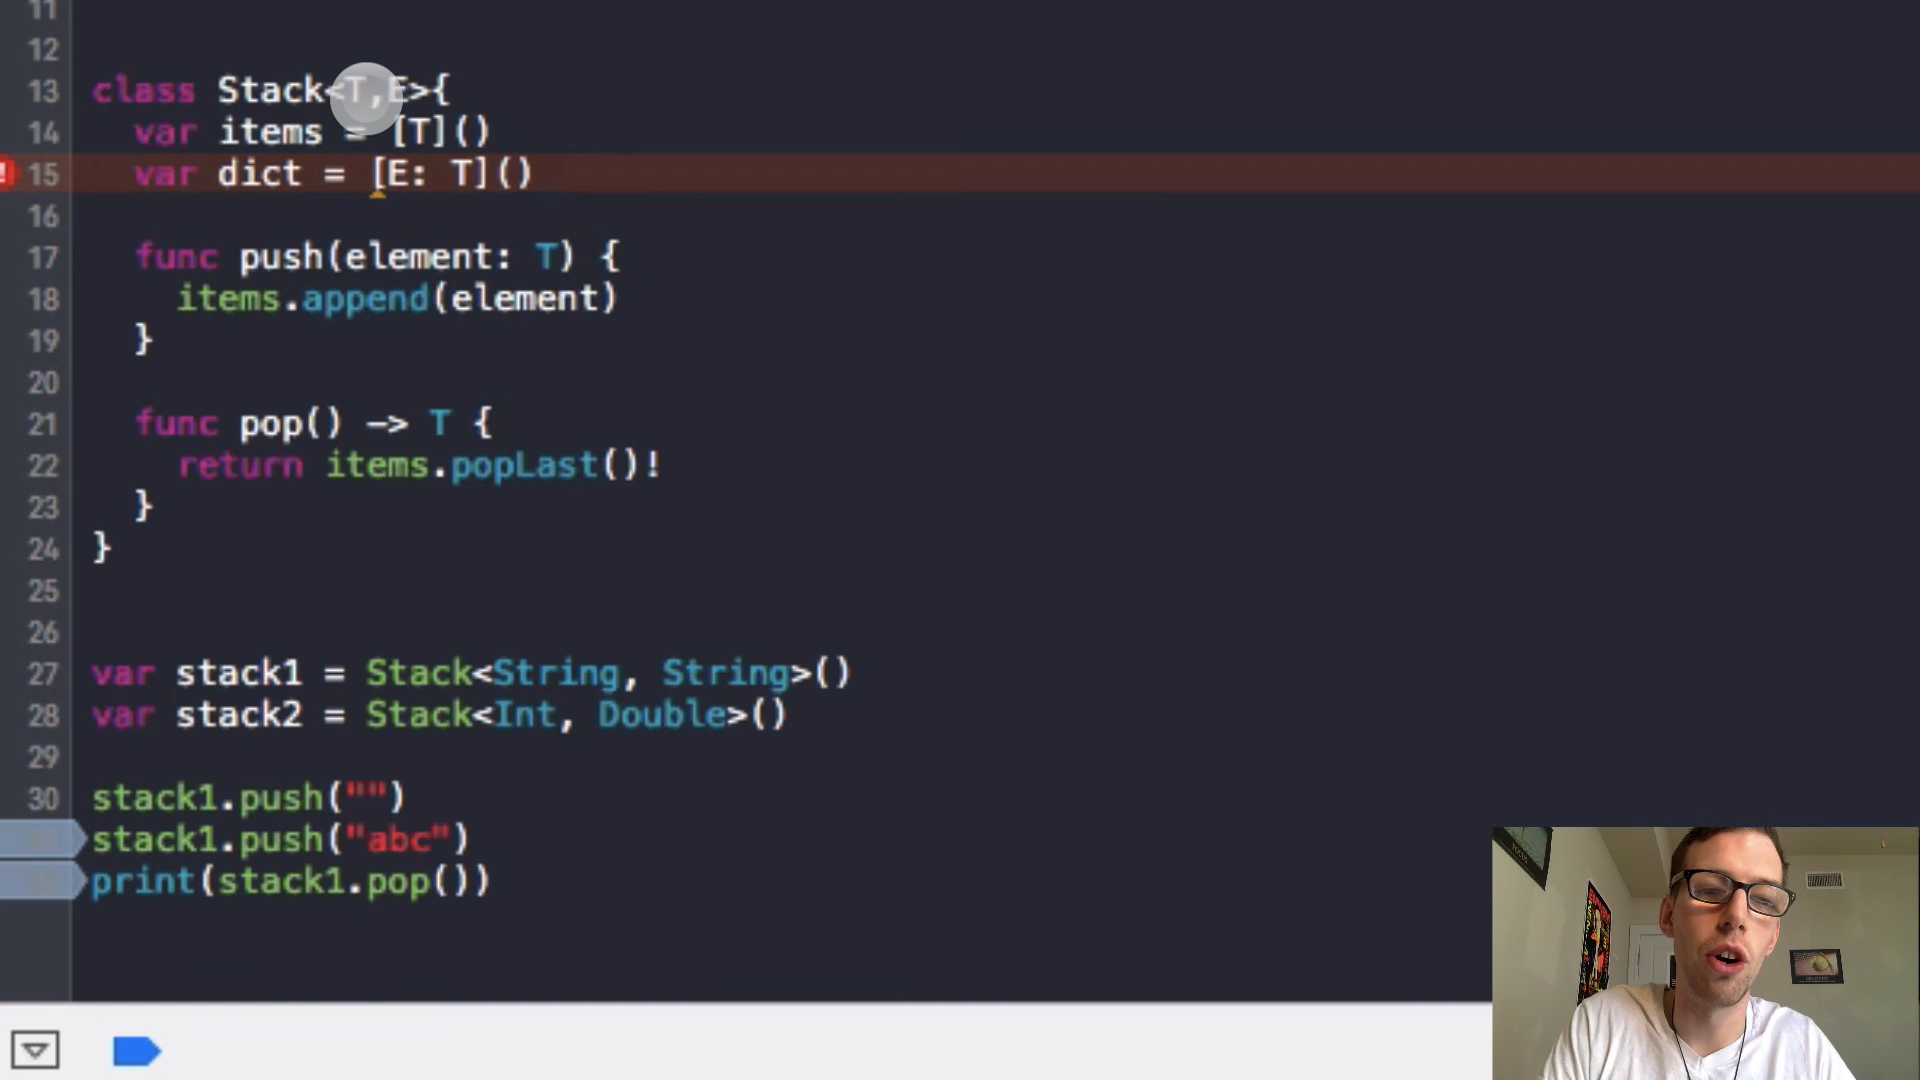 11
12
13 class Stack<T,E>{
14 var items = [T]()
! 15 var dict = [E: T]()
16
17 func push(element: T) {
18 items.append(element)
19 }
20
21 func pop() -> T {
22 return items.popLast()!
23 }
24 }
25
26
27 var stack1 = Stack<String, String>()
28 var stack2 = Stack<Int, Double>()
29
30 stack1.push("")
stack1.push("abc")
print(stack1.pop())